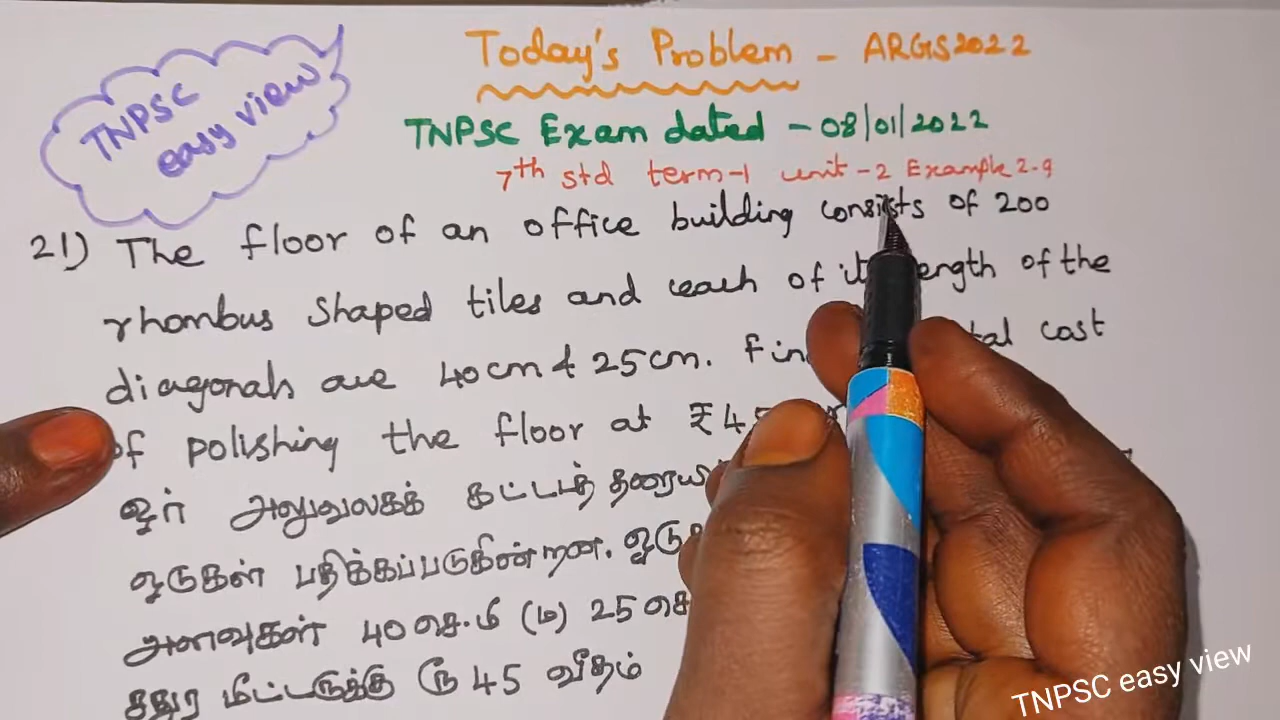 TNPSC
easy view
Today's Problem - ARGS2022
TNPSC Exam dated - 08/01/2022
7th std term-1 unit-2 Example 2.9
21) The floor of an office building consists of 200
rhombus shaped tiles and each of its length of the
diagonals are 40cm & 25cm. Find cost
of polishing the floor at ₹45
ஓர் அலுவலகக் கட்டடத்
ஓடுகள் பதிக்கப்படுகின்றன.
அளவுகள் 40 செ.மீ (ம) 25
சதுர மீட்டருக்கு ரூ 45 வீதம்
TNPSC easy view